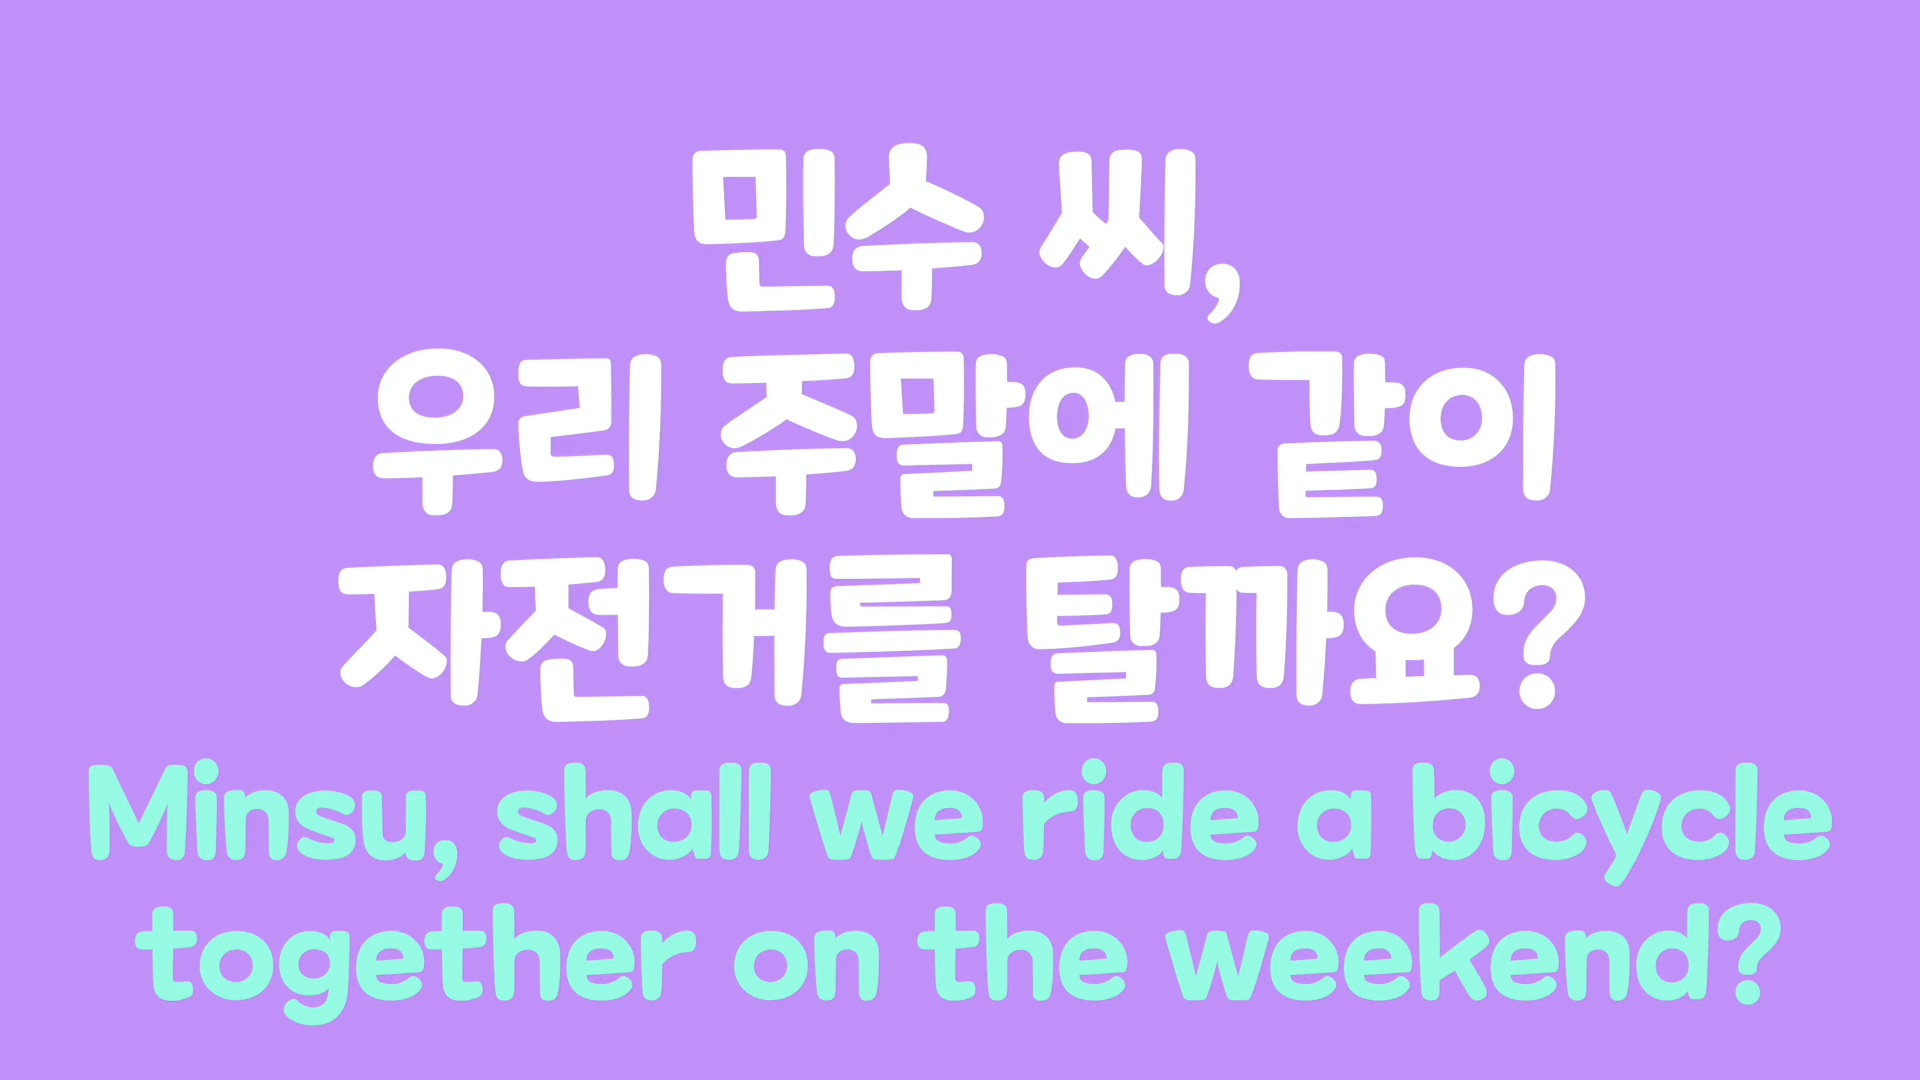 민수 씨,
우리 주말에 같이
자전거를 탈까요?
Minsu, shall we ride a bicycle
together on the weekend?